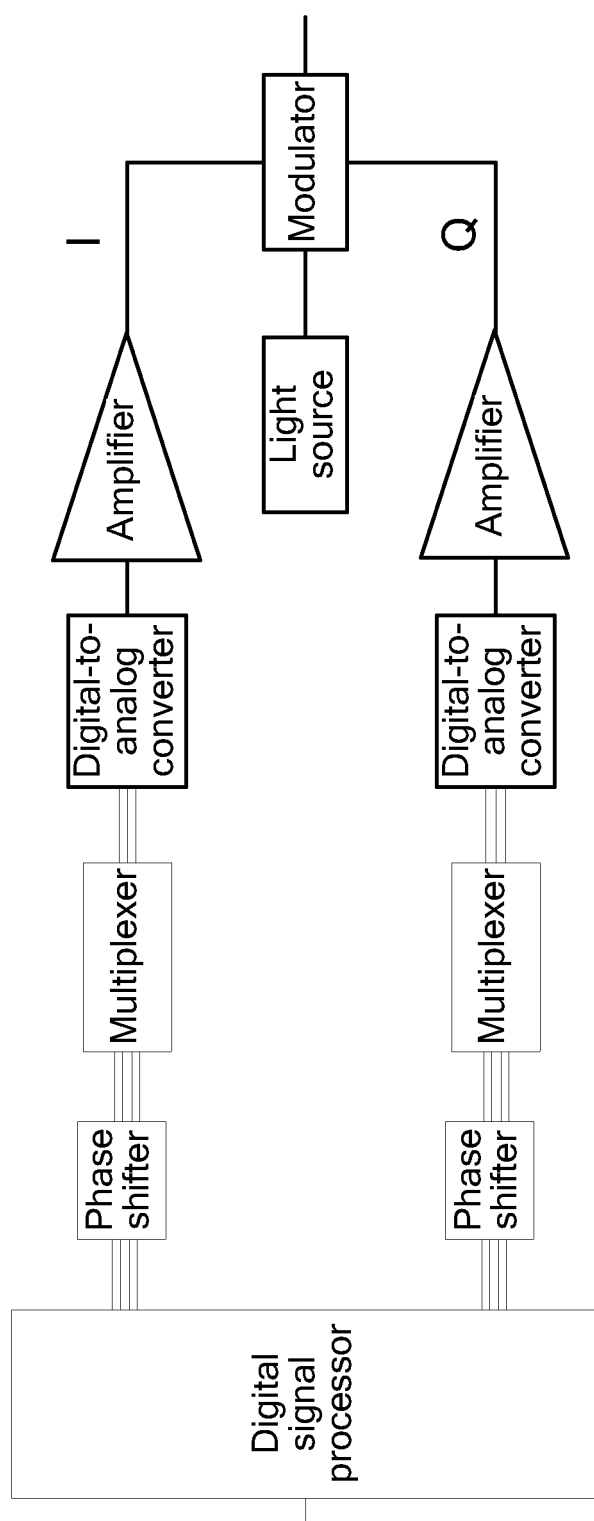 Digital
signal
processor
Phase
shifter
Multiplexer
Digital-to-
analog
converter
Amplifier
I
Phase
shifter
Multiplexer
Digital-to-
analog
converter
Amplifier
Q
Light
source
Modulator